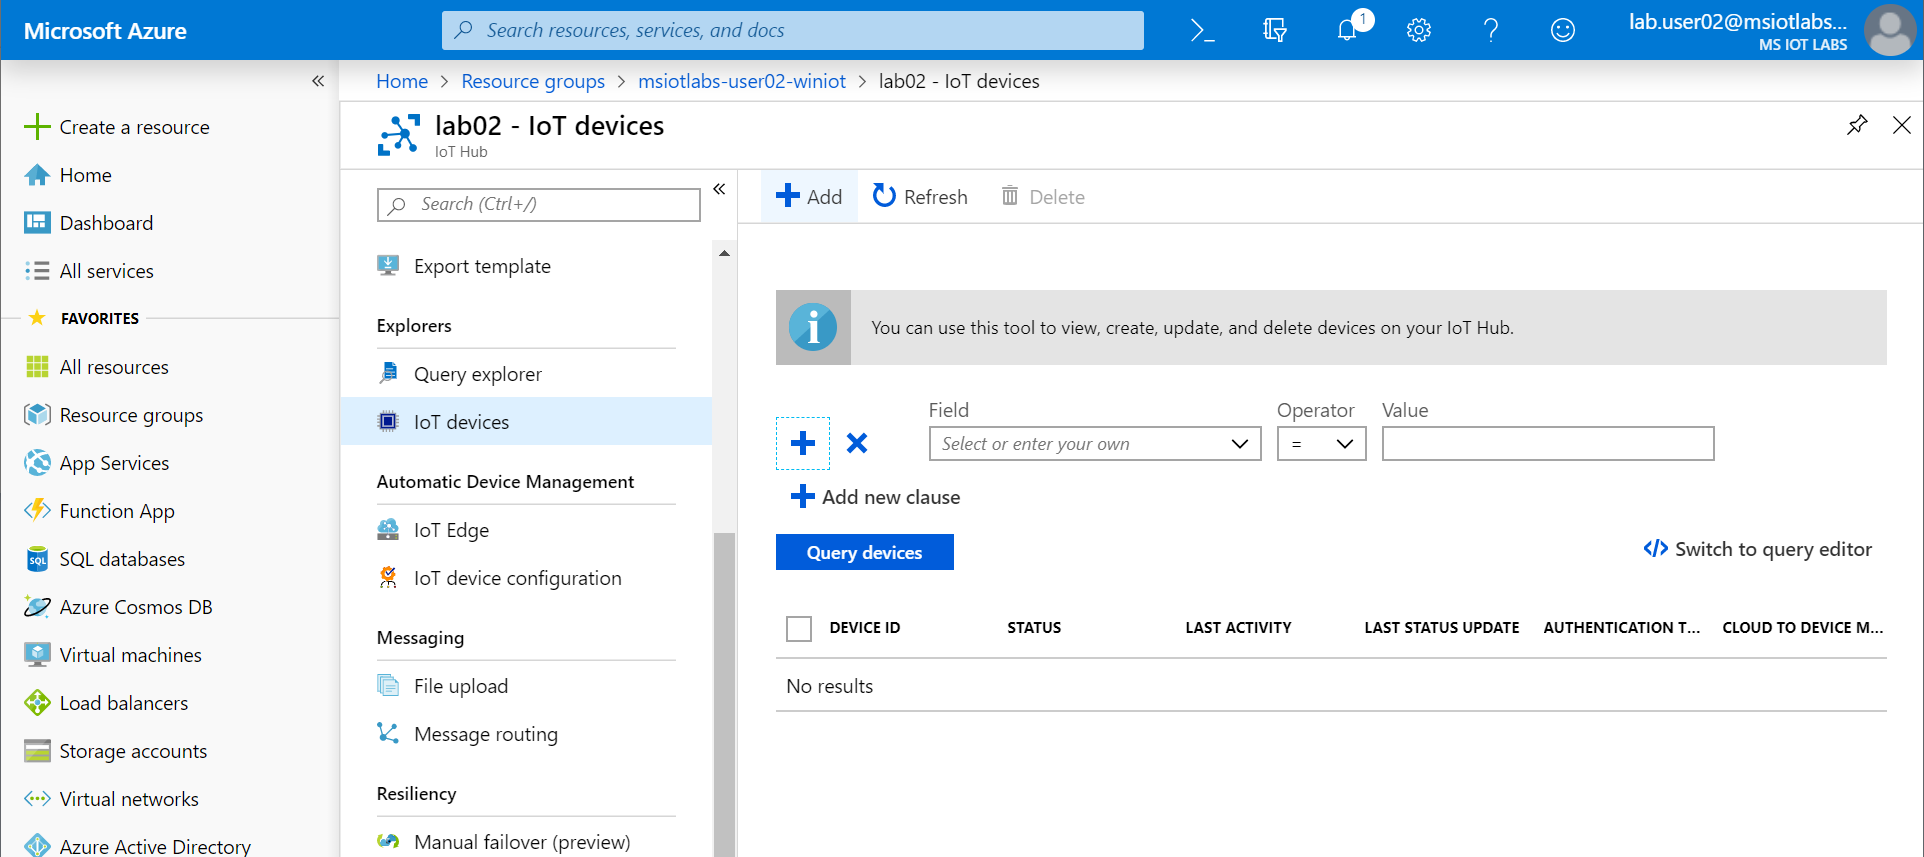 Microsoft Azure
Search resources, services, and docs
1
lab.user02@msiotlabs...
MS IOT LABS
Create a resource
Home
Dashboard
All services
FAVORITES
All resources
Resource groups
App Services
Function App
SQL databases
Azure Cosmos DB
Virtual machines
Load balancers
Storage accounts
Virtual networks
Azure Active Directory
Home > Resource groups > msiotlabs-user02-winiot > lab02 - IoT devices
lab02 - IoT devices
IoT Hub
Search (Ctrl+/)
Export template
Explorers
Query explorer
IoT devices
Automatic Device Management
IoT Edge
IoT device configuration
Messaging
File upload
Message routing
Resiliency
Manual failover (preview)
Add Refresh Delete
You can use this tool to view, create, update, and delete devices on your IoT Hub.
Field Operator Value
Select or enter your own =
Add new clause
Query devices
Switch to query editor
DEVICE ID STATUS LAST ACTIVITY LAST STATUS UPDATE AUTHENTICATION T... CLOUD TO DEVICE M...
No results